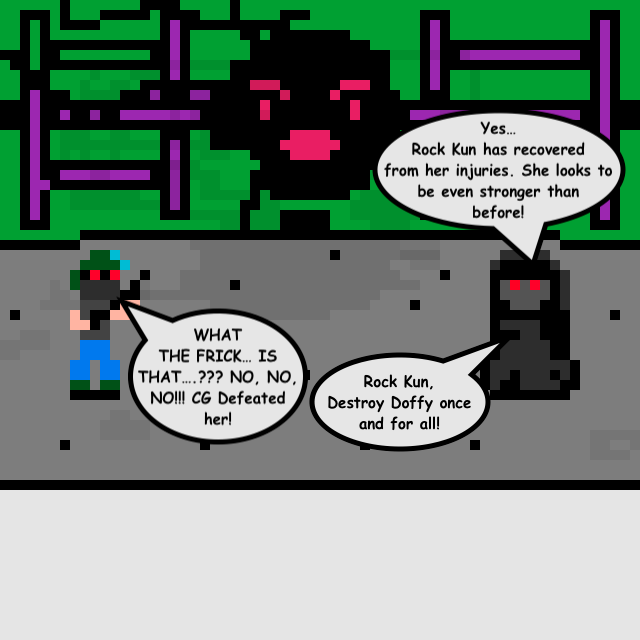 Yes...
Rock Kun has recovered
from her injuries. She looks to
be even stronger than
before!
WHAT
THE FRICK... IS
THAT....??? NO, NO,
NO!!! CG Defeated
her!
Rock Kun,
Destroy Doffy once
and for all!